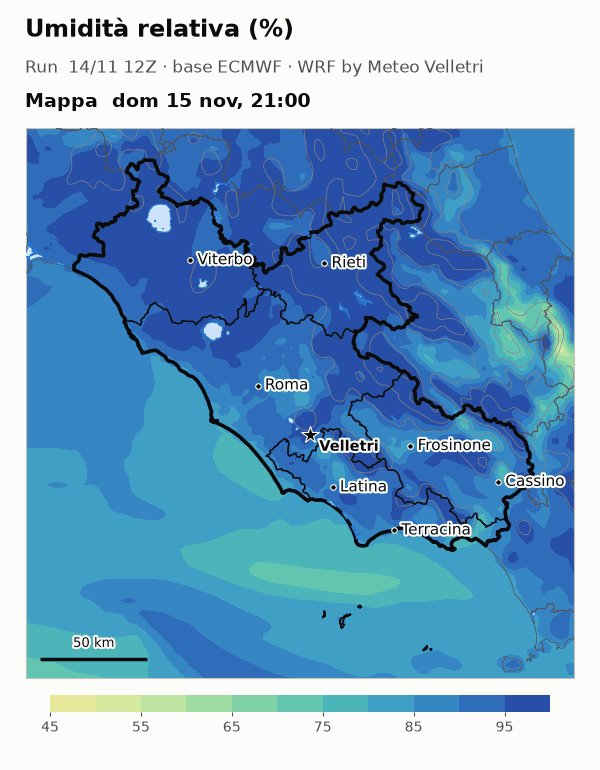 Umidità relativa (%)
Run  14/11 12Z · base ECMWF · WRF by Meteo Velletri
Mappa  dom 15 nov, 21:00
Viterbo
Rieti
Roma
Velletri
Frosinone
Latina
Cassino
Terracina
50 km
45 55 65 75 85 95